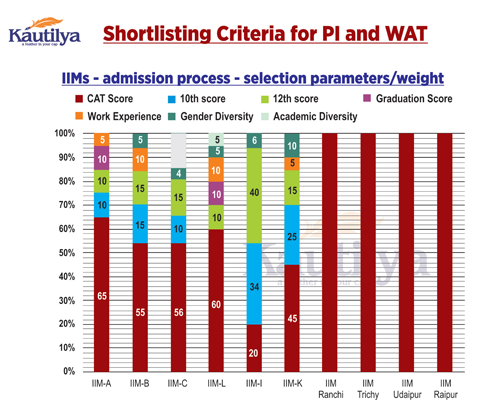 Kautilya
a feather in your cap.
Shortlisting Criteria for PI and WAT
IIMs - admission process - selection parameters/weight
CAT Score 10th score 12th score Graduation Score
Work Experience Gender Diversity Academic Diversity
100% 5 5 5 6 10
90% 10 10 4 5 5
80% 10 15 15 10 40 15
70% 10 15 10 10 25
60% 10
50%
40% 34
30% 65 55 56 60 45
20%
10% 20
0%
IIM-A IIM-B IIM-C IIM-L IIM-I IIM-K IIM Ranchi IIM Trichy IIM Udaipur IIM Raipur
Kautilya